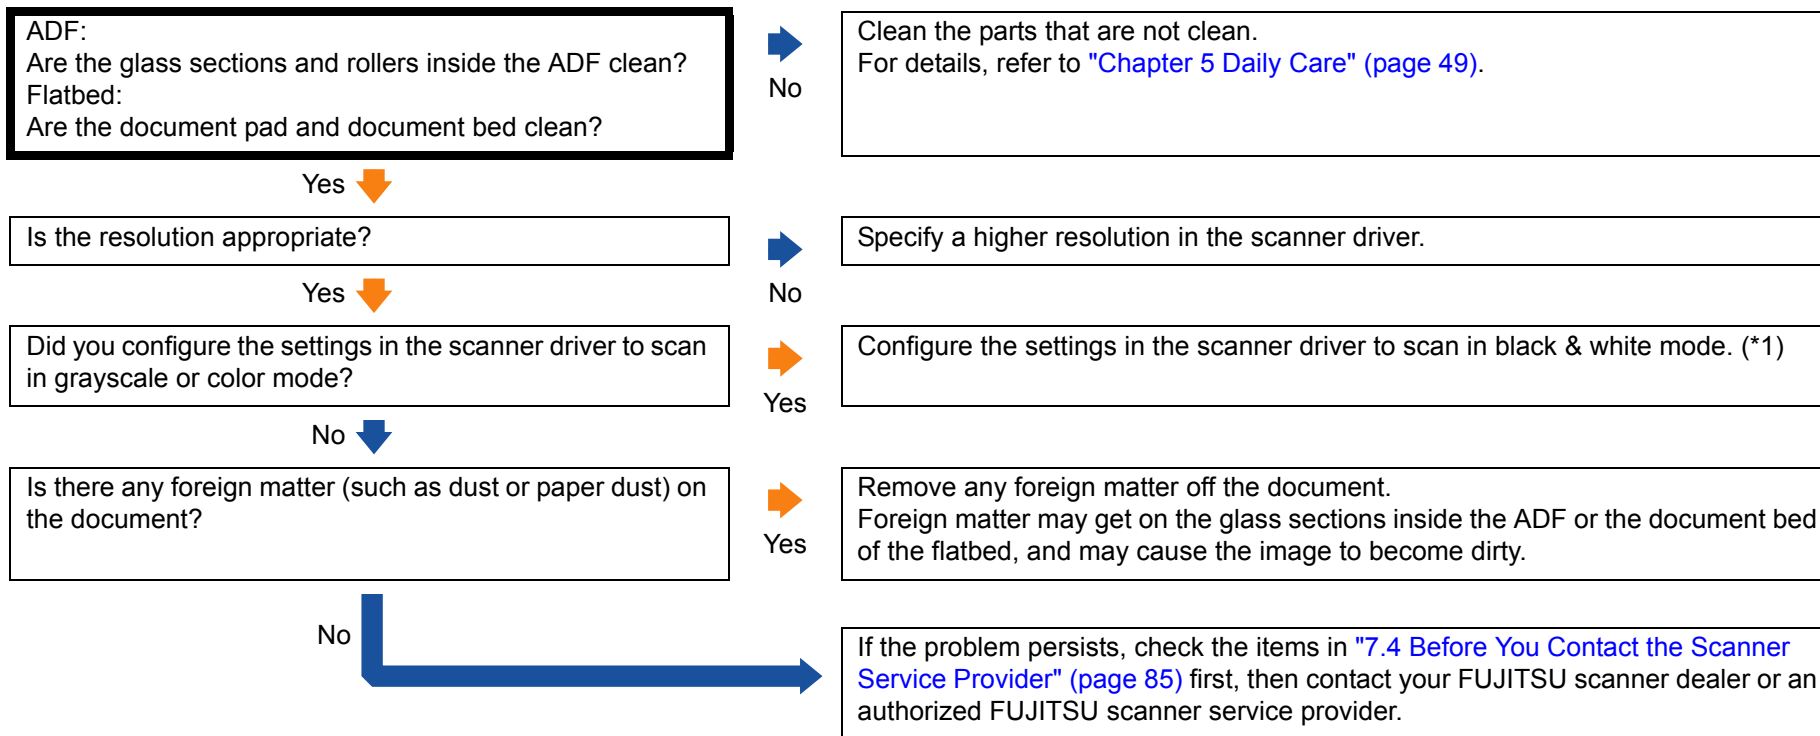 ADF:
Are the glass sections and rollers inside the ADF clean?
Flatbed:
Are the document pad and document bed clean?
No
Clean the parts that are not clean.
For details, refer to "Chapter 5 Daily Care" (page 49).
Yes
Is the resolution appropriate?
No
Specify a higher resolution in the scanner driver.
Yes
Did you configure the settings in the scanner driver to scan
in grayscale or color mode?
Yes
Configure the settings in the scanner driver to scan in black & white mode. (*1)
No
Is there any foreign matter (such as dust or paper dust) on
the document?
Yes
Remove any foreign matter off the document.
Foreign matter may get on the glass sections inside the ADF or the document bed
of the flatbed, and may cause the image to become dirty.
No
If the problem persists, check the items in "7.4 Before You Contact the Scanner
Service Provider" (page 85) first, then contact your FUJITSU scanner dealer or an
authorized FUJITSU scanner service provider.